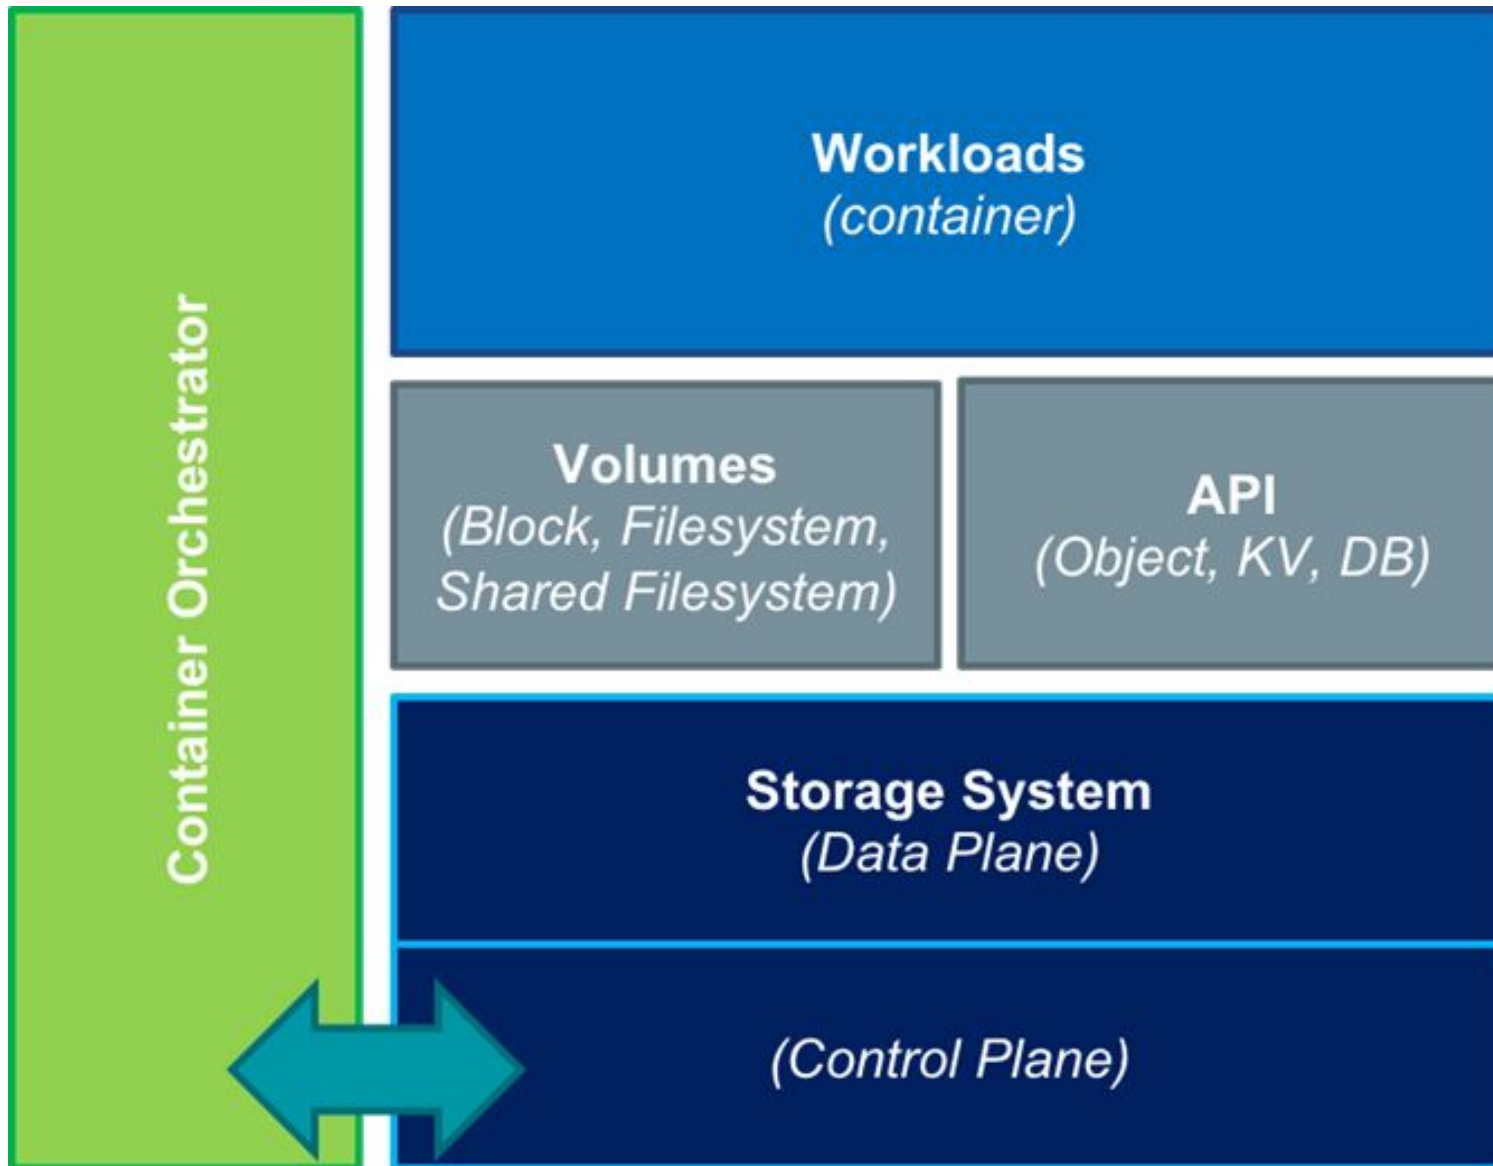 Container Orchestrator
Workloads
(container)
Volumes
(Block, Filesystem,
Shared Filesystem)
API
(Object, KV, DB)
Storage System
(Data Plane)
(Control Plane)